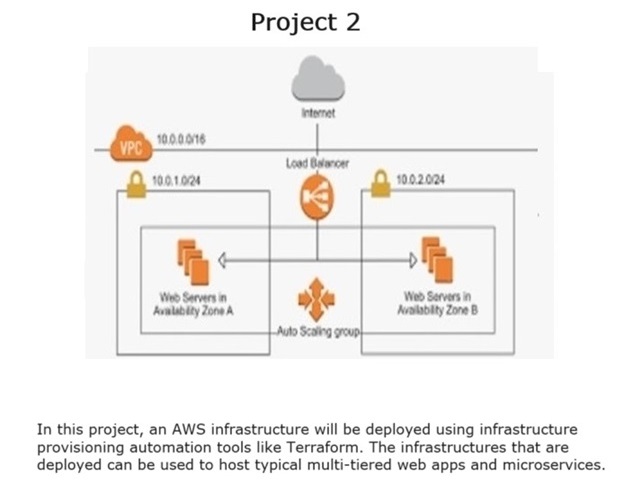 Project 2
Internet
VPC
10.0.0.0/16
Load Balancer
10.0.1.0/24
10.0.2.0/24
Web Servers in
Availability Zone A
Web Servers in
Availability Zone B
Auto Scaling group
In this project, an AWS infrastructure will be deployed using infrastructure
provisioning automation tools like Terraform. The infrastructures that are
deployed can be used to host typical multi-tiered web apps and microservices.